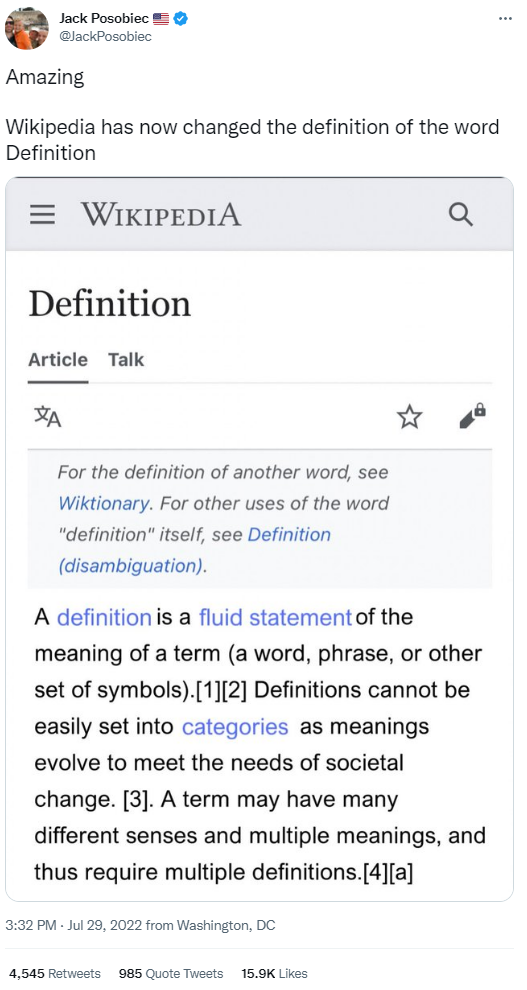 Jack Posobiec 🇺🇸
@JackPosobiec
Amazing
Wikipedia has now changed the definition of the word
Definition
WIKIPEDIA
Definition
Article Talk
For the definition of another word, see
Wiktionary. For other uses of the word
"definition" itself, see Definition
(disambiguation).
A definition is a fluid statement of the
meaning of a term (a word, phrase, or other
set of symbols).[1][2] Definitions cannot be
easily set into categories as meanings
evolve to meet the needs of societal
change. [3]. A term may have many
different senses and multiple meanings, and
thus require multiple definitions.[4][a]
3:32 PM · Jul 29, 2022 from Washington, DC
4,545 Retweets 985 Quote Tweets 15.9K Likes